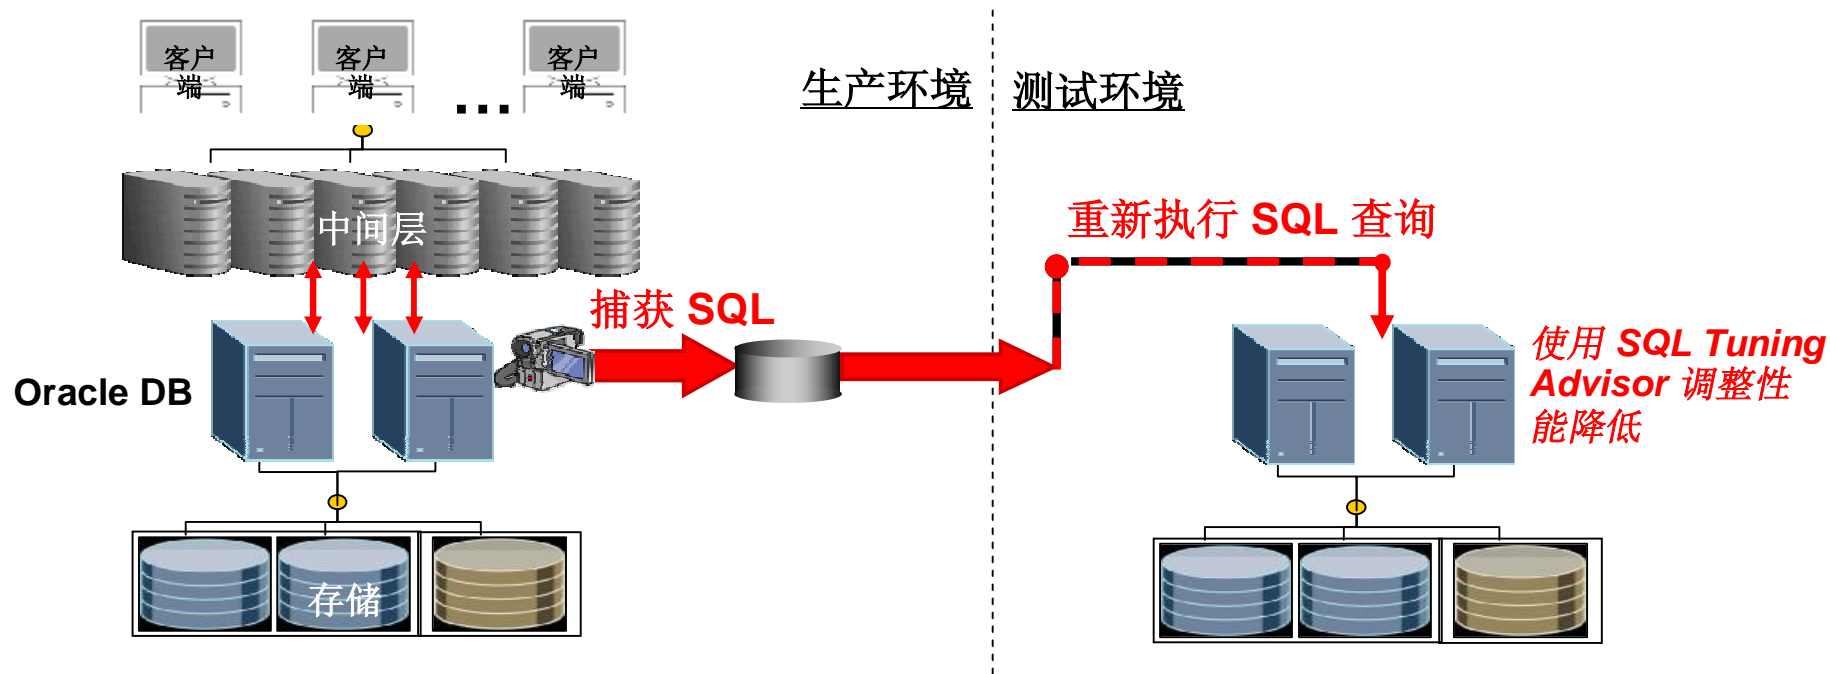 客户
端
客户
端
...
客户
端
生产环境
测试环境
中间层
重新执行 SQL 查询
捕获 SQL
Oracle DB
使用 SQL Tuning
Advisor 调整性
能降低
存储